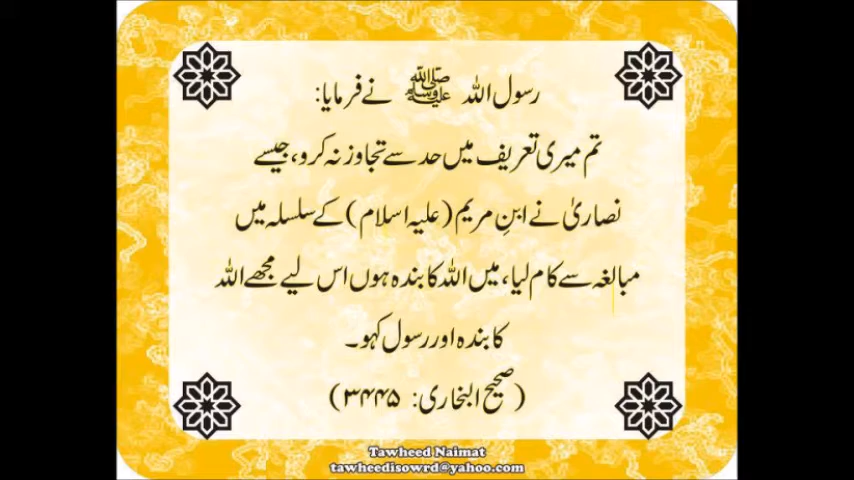 رسول اللہ ﷺ نے فرمایا:
تم میری تعریف میں حد سے تجاوز نہ کرو، جیسے
نصاریٰ نے ابنِ مریم (علیہ اسلام) کے سلسلہ میں
مبالغہ سے کام لیا، میں اللہ کا بندہ ہوں اس لیے مجھے اللہ
کا بندہ اور رسول کہو۔
(صحیح البخاری: ۳۴۴۵)
Tawheed Naimat
tawheedisowrd@yahoo.com